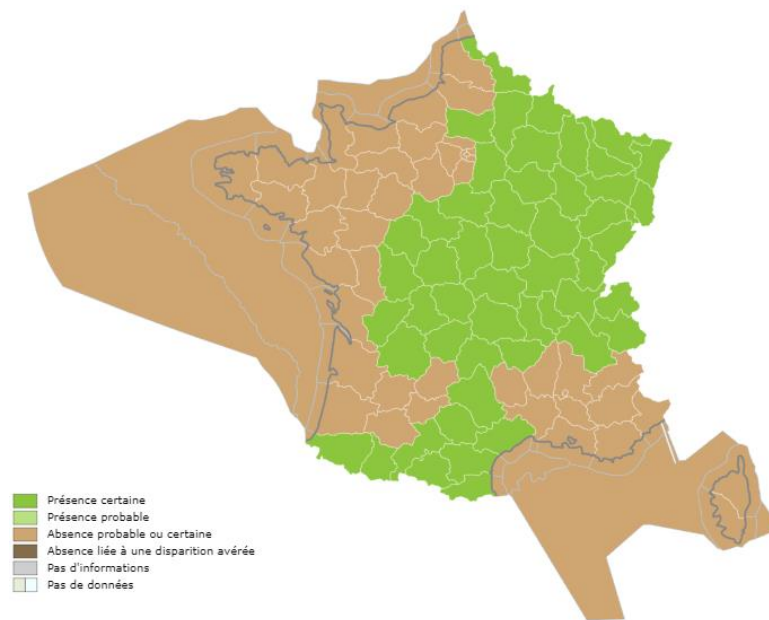 Présence certaine
Présence probable
Absence probable ou certaine
Absence liée à une disparition avérée
Pas d'informations
Pas de données